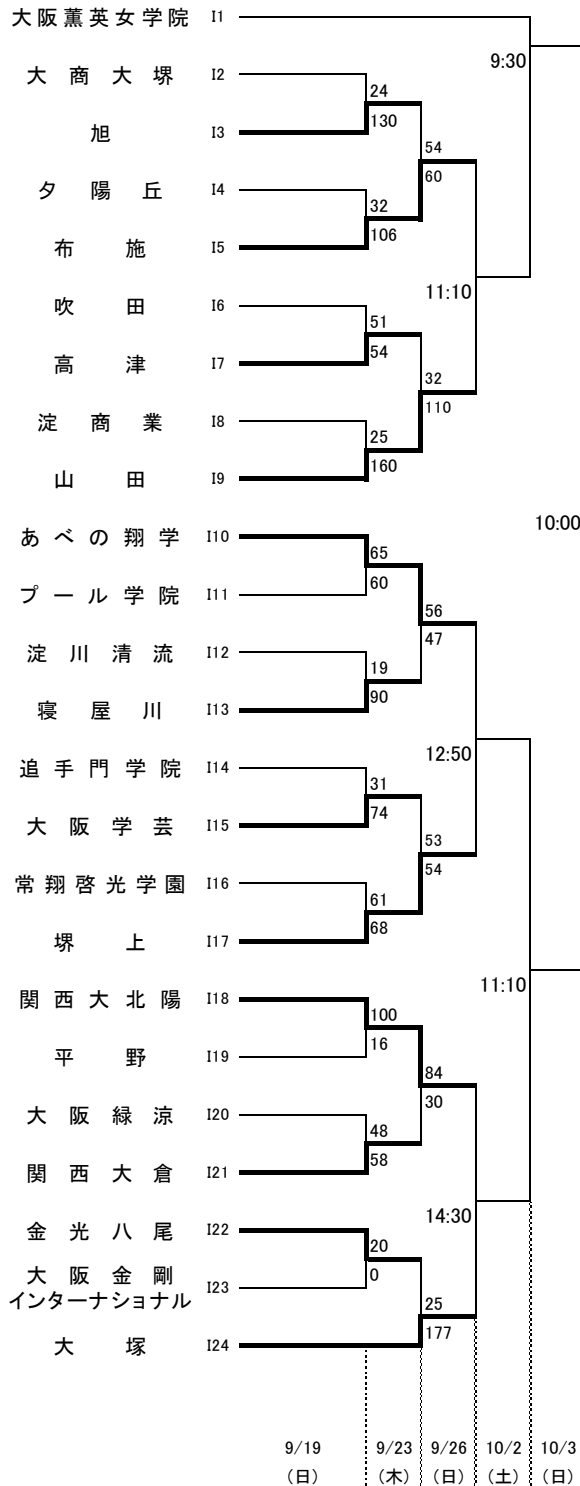 大阪薫英女学院 I1
9:30
大商大堺 I2
24
130
旭 I3
54
60
夕陽丘 I4
32
106
布施 I5
11:10
吹田 I6
51
54
高津 I7
32
110
淀商業 I8
25
160
山田 I9
10:00
あべの翔学 I10
65
60
プール学院 I11
56
47
淀川清流 I12
19
90
寝屋川 I13
12:50
追手門学院 I14
31
74
大阪学芸 I15
53
54
常翔啓光学園 I16
61
68
堺上 I17
11:10
関西大北陽 I18
100
16
平野 I19
84
30
大阪緑涼 I20
48
58
関西大倉 I21
14:30
金光八尾 I22
20
0
大阪金剛
インターナショナル I23
25
177
大塚 I24
9/19 9/23 9/26 10/2 10/3
（日） （木） （日） （土） （日）